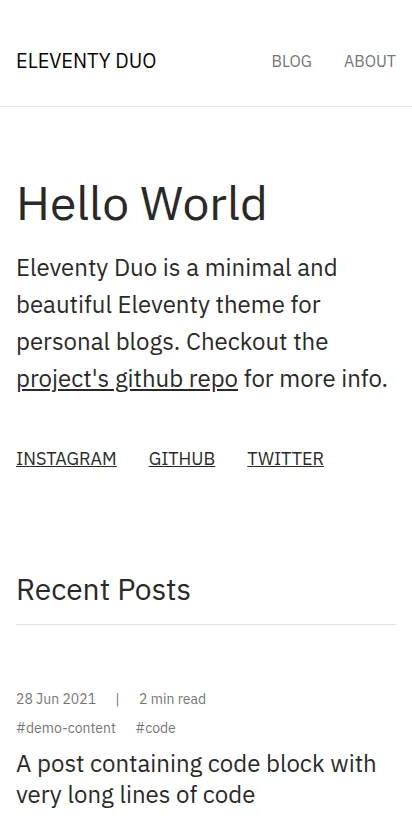 ELEVENTY DUO BLOG ABOUT
Hello World
Eleventy Duo is a minimal and
beautiful Eleventy theme for
personal blogs. Checkout the
project's github repo for more info.
INSTAGRAM GITHUB TWITTER
Recent Posts
28 Jun 2021 | 2 min read
#demo-content #code
A post containing code block with
very long lines of code